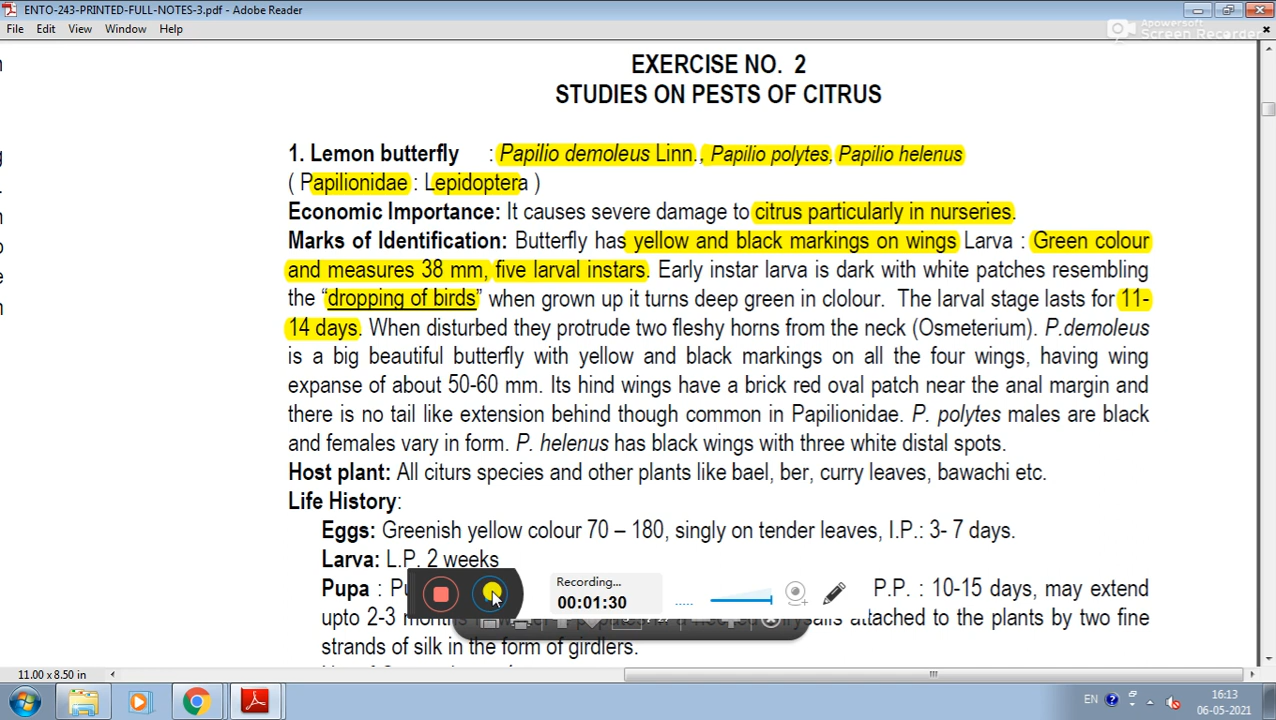 ENTO-243-PRINTED-FULL-NOTES-3.pdf - Adobe Reader
File Edit View Window Help
Apowersoft
Screen Recorder
EXERCISE NO. 2
STUDIES ON PESTS OF CITRUS
1. Lemon butterfly : Papilio demoleus Linn., Papilio polytes, Papilio helenus
( Papilionidae : Lepidoptera )
Economic Importance: It causes severe damage to citrus particularly in nurseries.
Marks of Identification: Butterfly has yellow and black markings on wings Larva : Green colour
and measures 38 mm, five larval instars. Early instar larva is dark with white patches resembling
the “dropping of birds” when grown up it turns deep green in clolour. The larval stage lasts for 11-
14 days. When disturbed they protrude two fleshy horns from the neck (Osmeterium). P.demoleus
is a big beautiful butterfly with yellow and black markings on all the four wings, having wing
expanse of about 50-60 mm. Its hind wings have a brick red oval patch near the anal margin and
there is no tail like extension behind though common in Papilionidae. P. polytes males are black
and females vary in form. P. helenus has black wings with three white distal spots.
Host plant: All citurs species and other plants like bael, ber, curry leaves, bawachi etc.
Life History:
Eggs: Greenish yellow colour 70 – 180, singly on tender leaves, I.P.: 3- 7 days.
Larva: L.P. 2 weeks
Recording...
00:01:30
Pupa : P.P. : 10-15 days, may extend
upto 2-3 attached to the plants by two fine
strands of silk in the form of girdlers.
11.00 x 8.50 in
EN
16:13
06-05-2021